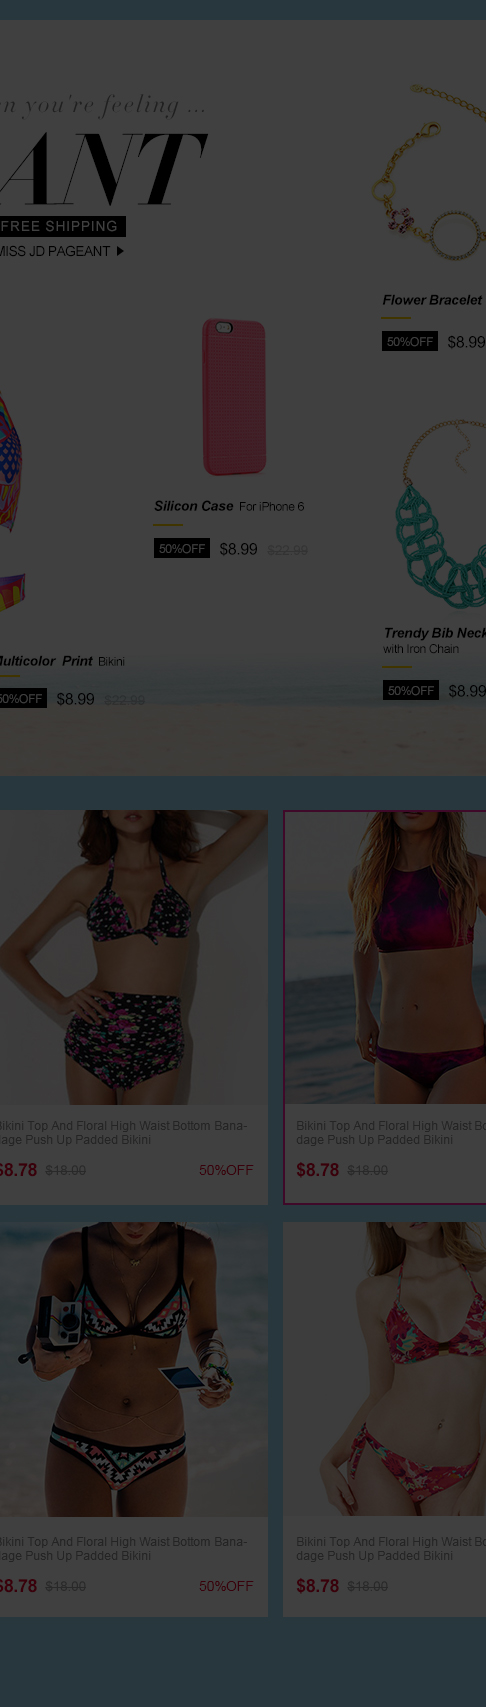 n you're feeling ...
ANT
FREE SHIPPING
MISS JD PAGEANT
Flower Bracelet
50%OFF $8.99
Silicon Case For iPhone 6
50%OFF $8.99 $22.99
Trendy Bib Neck
with Iron Chain
50%OFF $8.99
Multicolor Print Bikini
50%OFF $8.99 $22.99
Bikini Top And Floral High Waist Bottom Bana-
dage Push Up Padded Bikini
$8.78 $18.00 50%OFF
Bikini Top And Floral High Waist Bo
dage Push Up Padded Bikini
$8.78 $18.00
Bikini Top And Floral High Waist Bottom Bana-
dage Push Up Padded Bikini
$8.78 $18.00 50%OFF
Bikini Top And Floral High Waist Bo
dage Push Up Padded Bikini
$8.78 $18.00